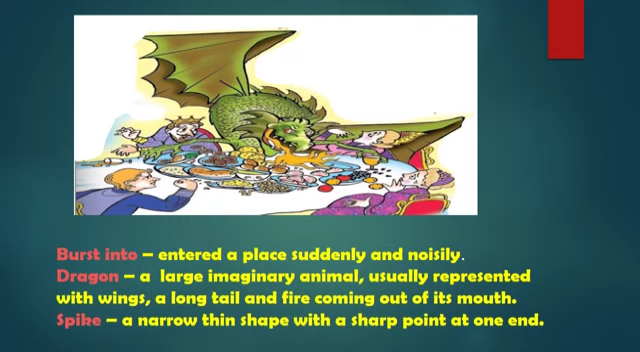 Burst into – entered a place suddenly and noisily.
Dragon – a large imaginary animal, usually represented
with wings, a long tail and fire coming out of its mouth.
Spike – a narrow thin shape with a sharp point at one end.